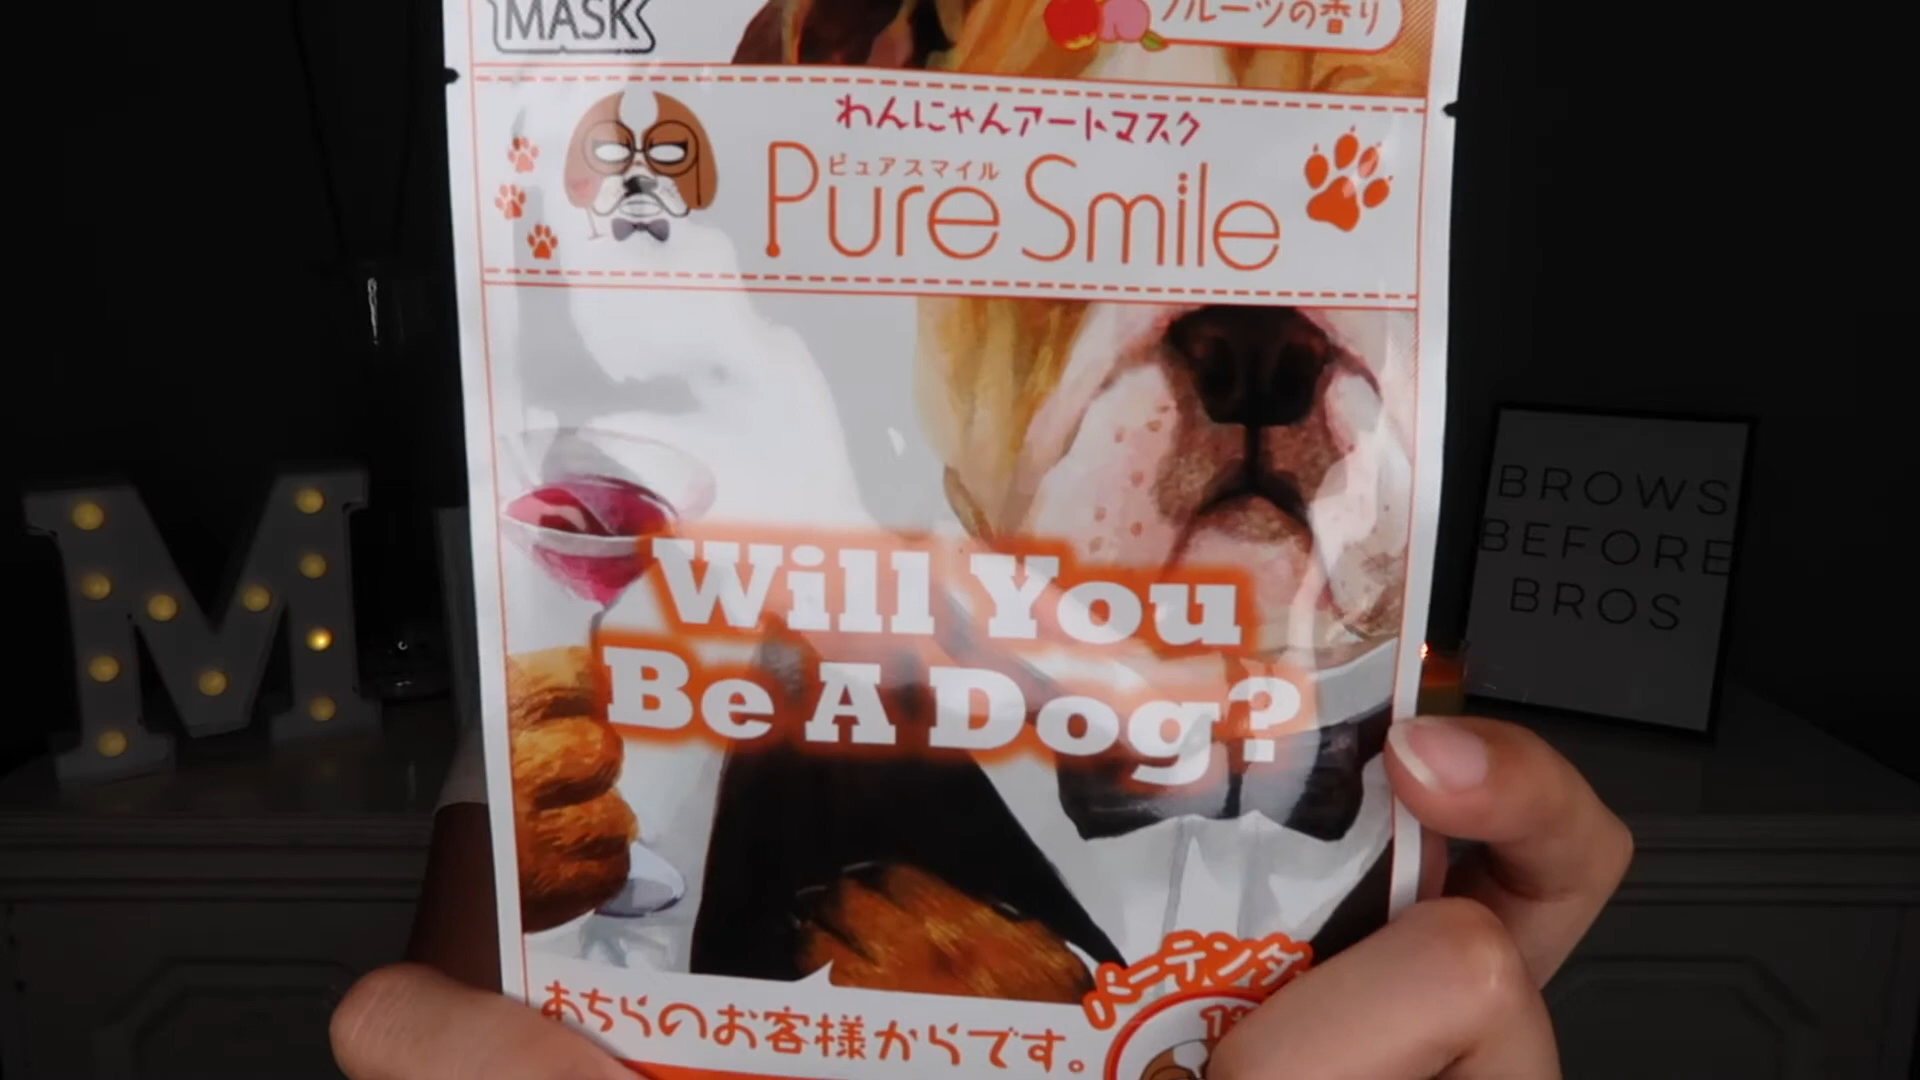 MASK
フルーツの香り
わんにゃんアートマスク
ピュアスマイル
Pure Smile
Will You
Be A Dog?
BROWS
BEFORE
BROS
M
バーテンダ
あちらのお客様からです。